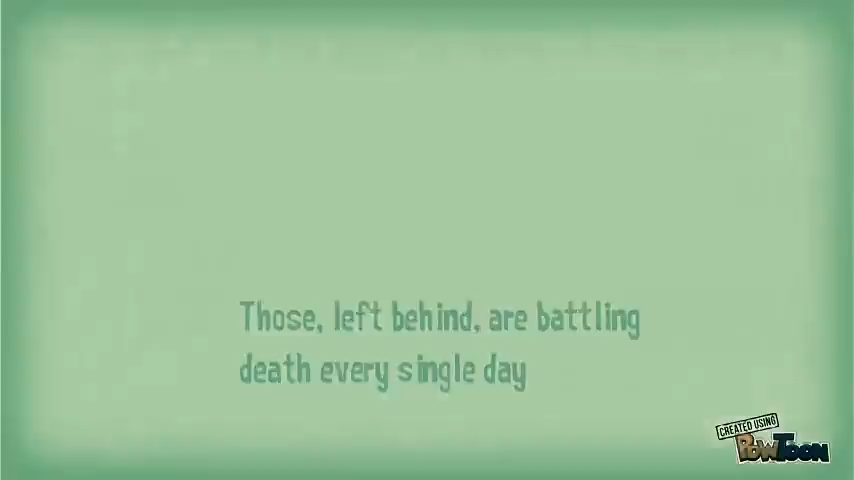 Those, left behind, are battling
death every single day
CREATED USING
POWTOON